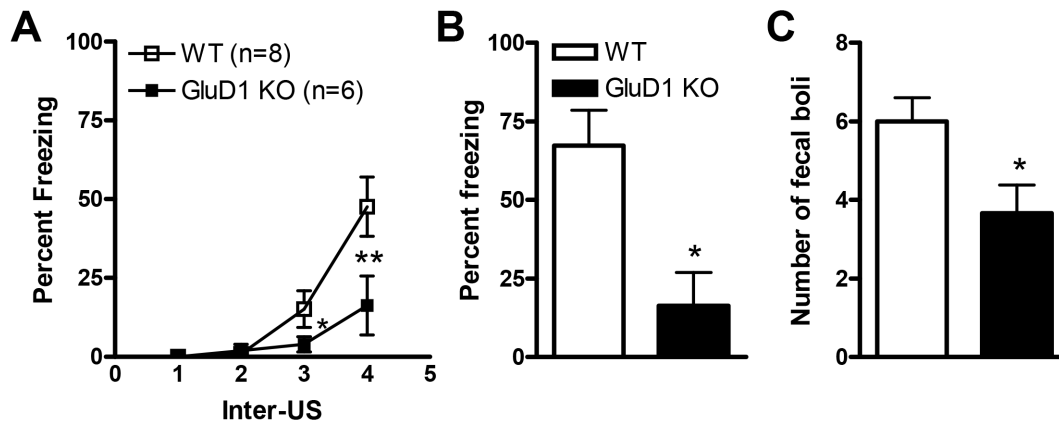 A
Percent Freezing
100
75
50
25
0
WT (n=8)
GluD1 KO (n=6)
*
**
0 1 2 3 4 5
Inter-US
B
Percent freezing
100
75
50
25
0
WT
GluD1 KO
*
C
Number of fecal boli
8
6
4
2
0
*